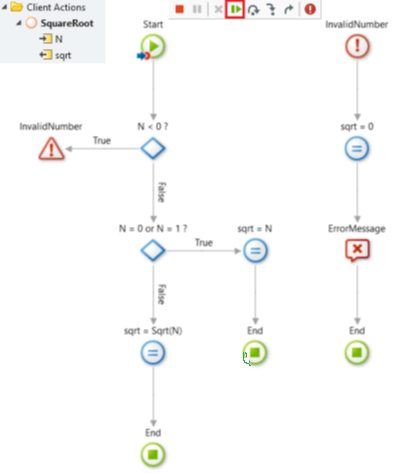 Client Actions
SquareRoot
N
sqrt
Start
InvalidNumber
N < 0 ?
sqrt = 0
InvalidNumber
True
False
N = 0 or N = 1 ?
sqrt = N
ErrorMessage
True
False
sqrt = Sqrt(N)
End
End
End